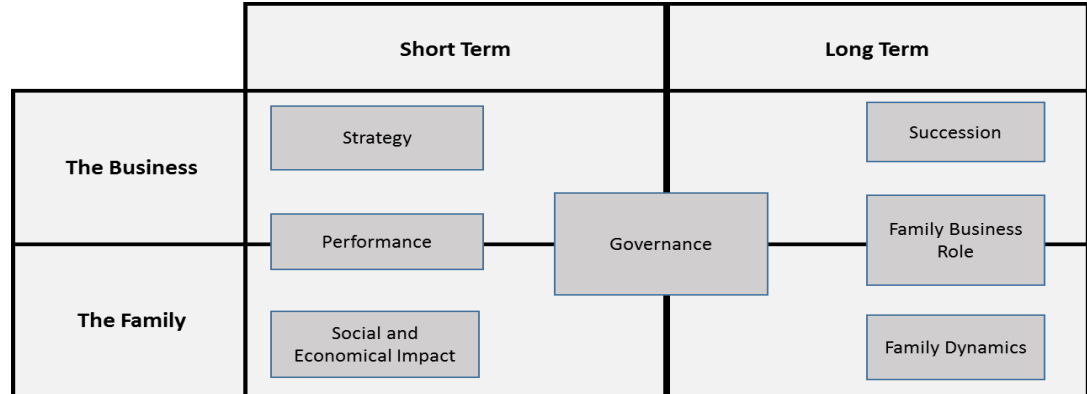 Short Term
Long Term
The Business
Strategy
Succession
Performance
Governance
Family Business
Role
The Family
Social and
Economical Impact
Family Dynamics